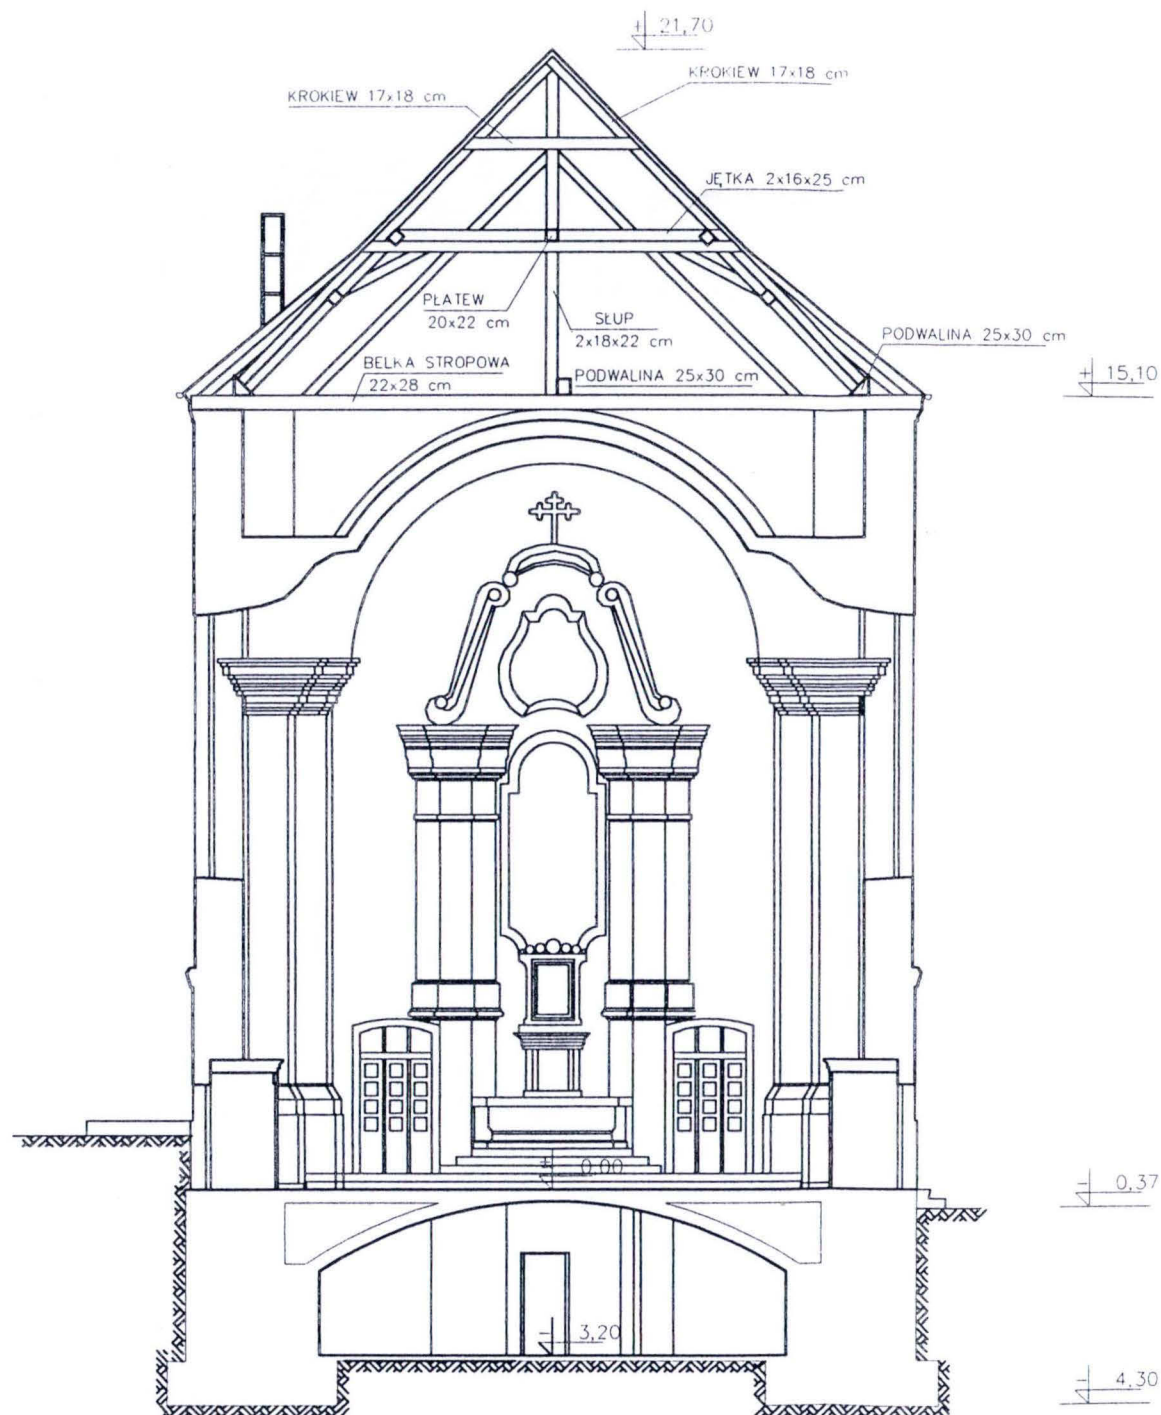 + 21,70
KROKIEW 17x18 cm
KROKIEW 17x18 cm
JĘTKA 2x16x25 cm
PŁATEW
20x22 cm
SŁUP
2x18x22 cm
PODWALINA 25x30 cm
BELKA STROPOWA
22x28 cm
PODWALINA 25x30 cm
+ 15,10
+ 0,00
- 0,37
- 3,20
- 4,30